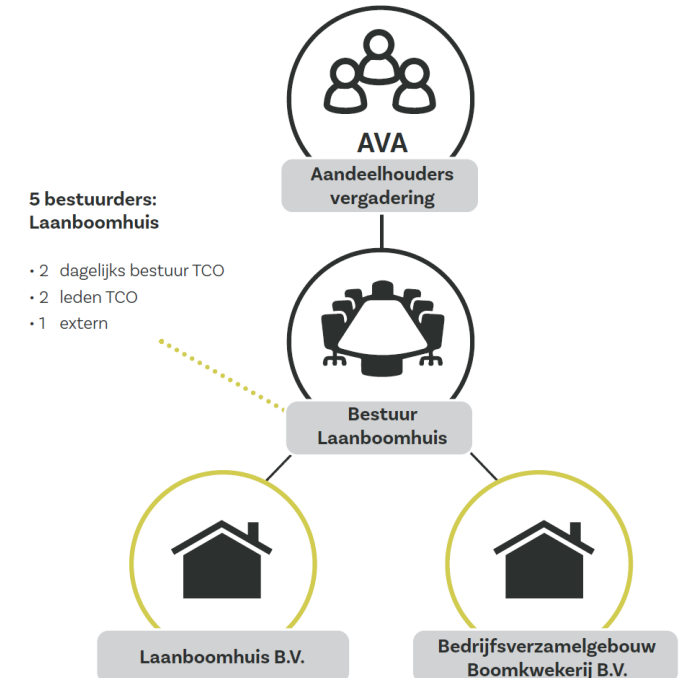 AVA
Aandeelhouders
vergadering
5 bestuurders:
Laanboomhuis
• 2 dagelijks bestuur TCO
• 2 leden TCO
• 1 extern
Bestuur
Laanboomhuis
Laanboomhuis B.V.
Bedrijfsverzamelgebouw
Boomkwekerij B.V.